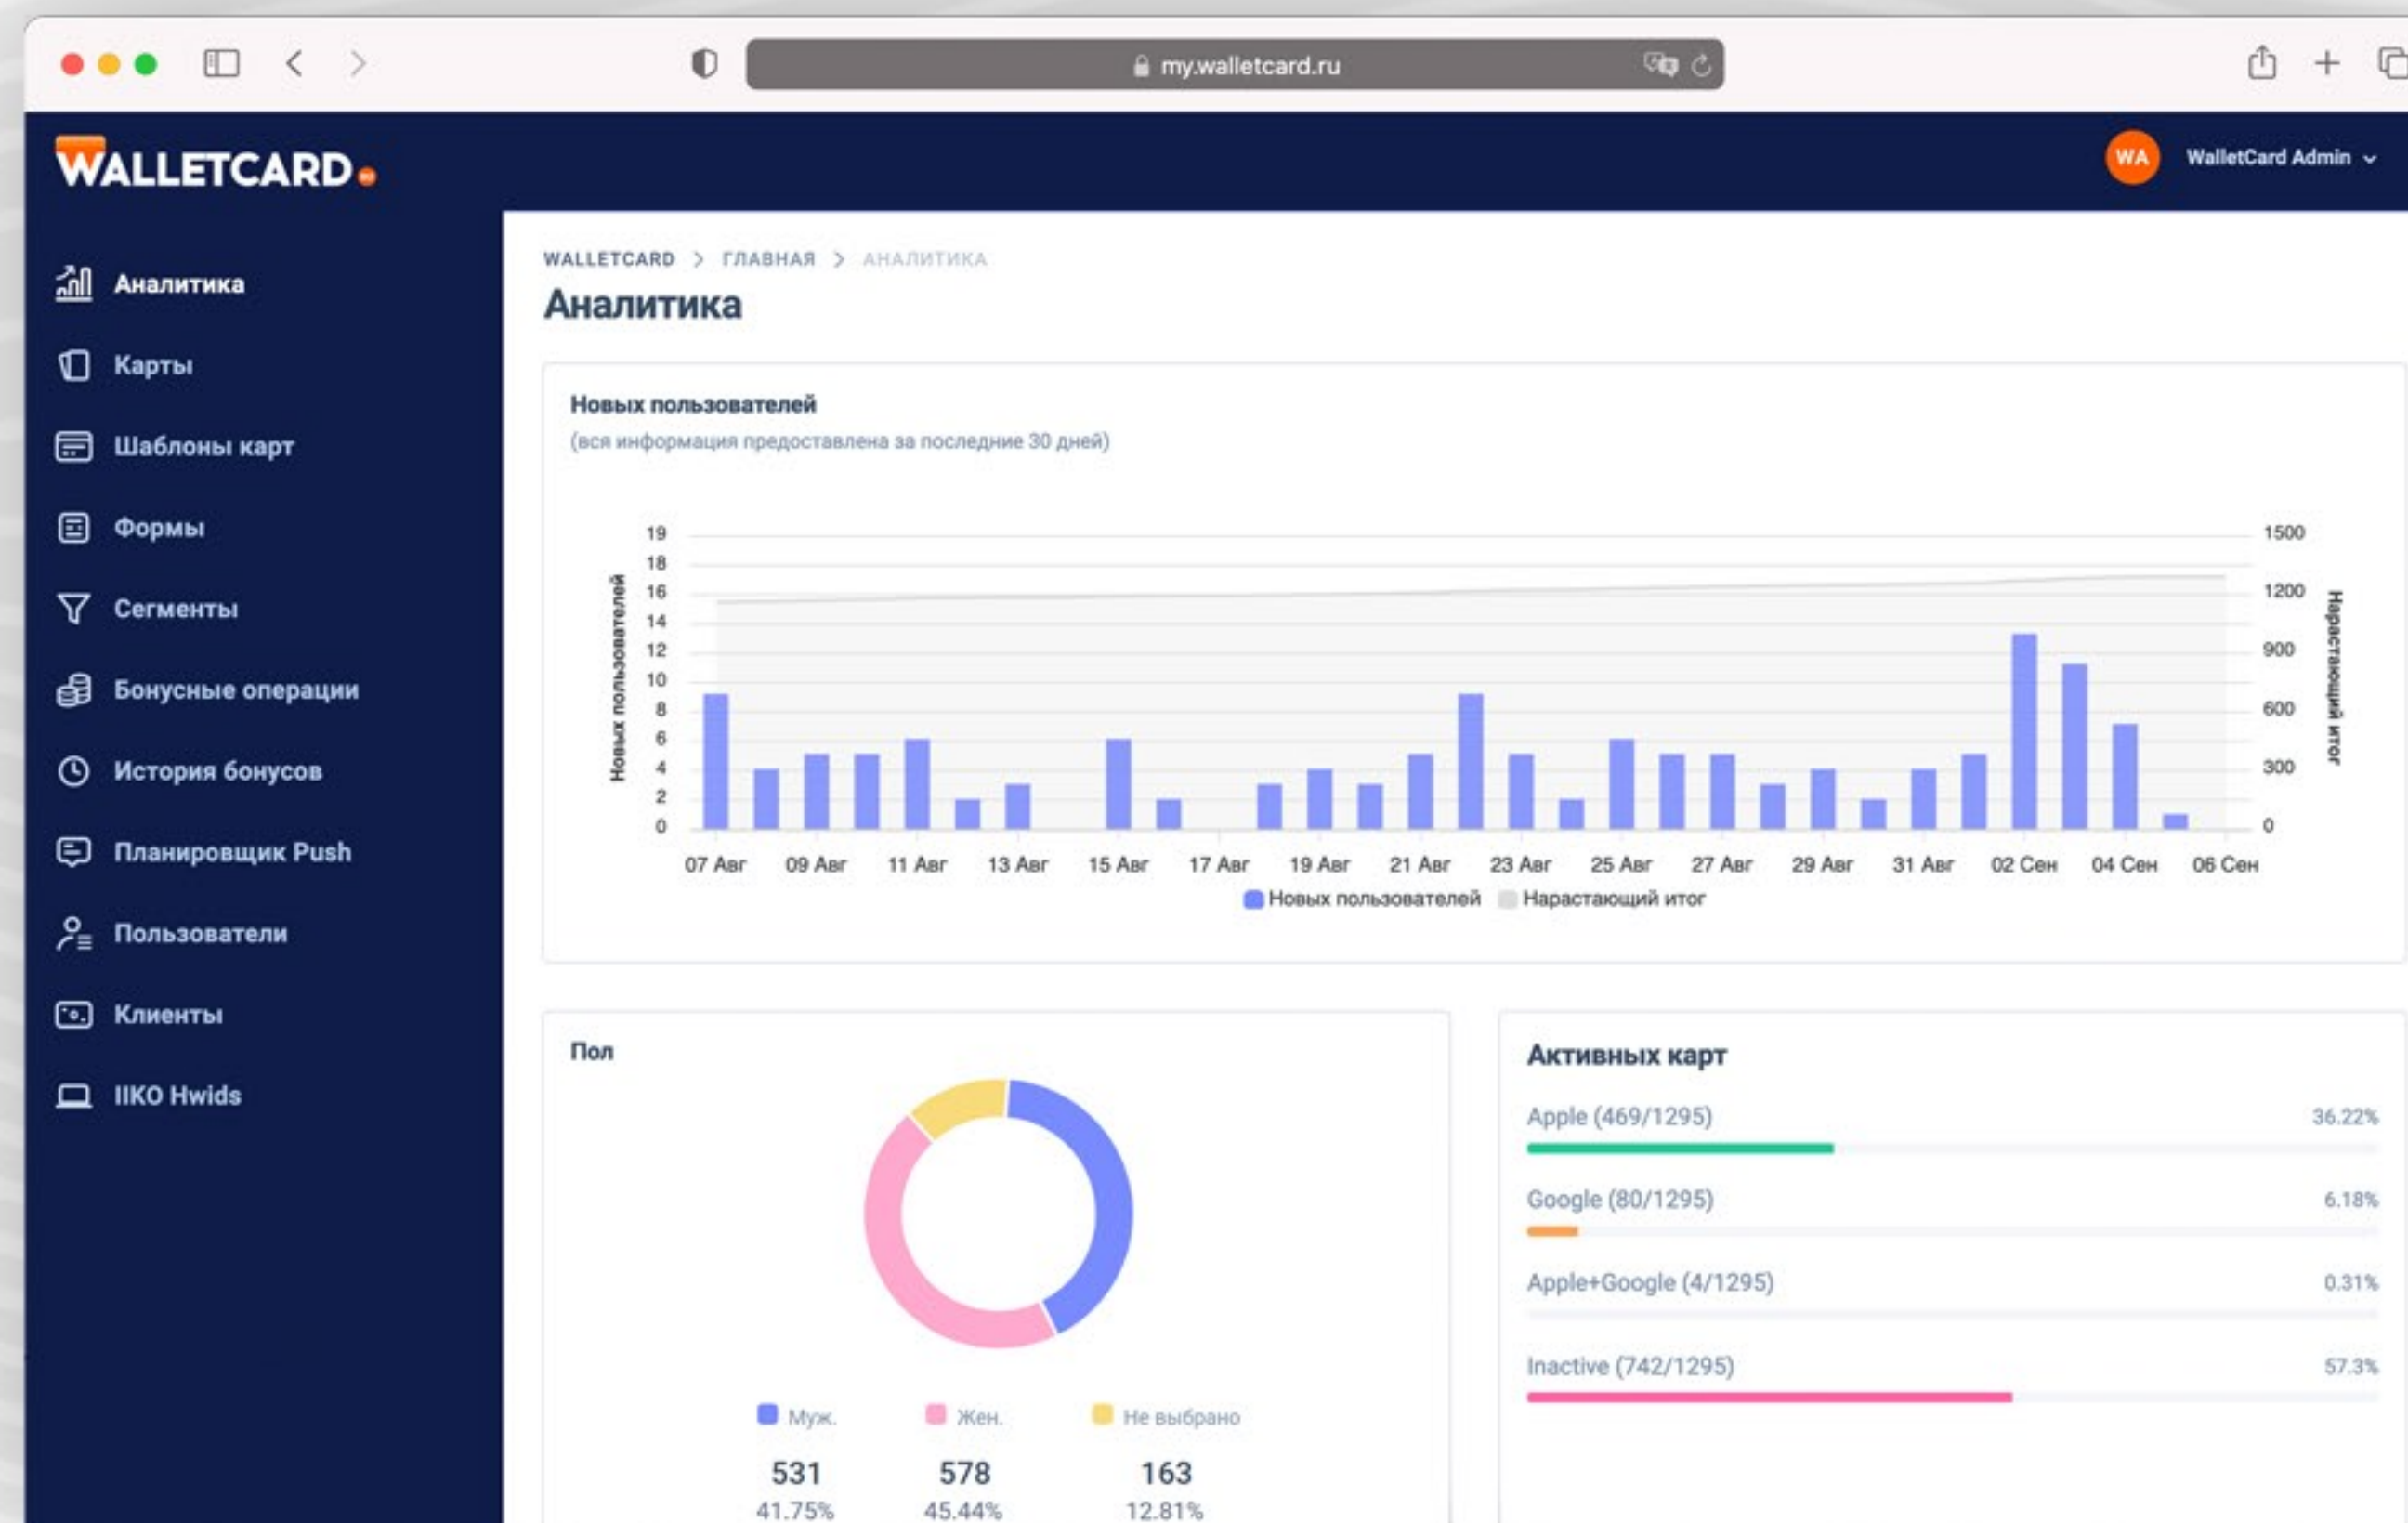 my.walletcard.ru
WALLETCARD
WA
WalletCard Admin
Аналитика
Карты
Шаблоны карт
Формы
Сегменты
Бонусные операции
История бонусов
Планировщик Push
Пользователи
Клиенты
IIKO Hwids
WALLETCARD > ГЛАВНАЯ > АНАЛИТИКА
Аналитика
Новых пользователей
(вся информация предоставлена за последние 30 дней)
Новых пользователей
19
18
16
14
12
10
8
6
4
2
0
1500
1200
900
600
300
0
Нарастающий итог
07 Авг 09 Авг 11 Авг 13 Авг 15 Авг 17 Авг 19 Авг 21 Авг 23 Авг 25 Авг 27 Авг 29 Авг 31 Авг 02 Сен 04 Сен 06 Сен
Новых пользователей Нарастающий итог
Пол
Муж. Жен. Не выбрано
531 578 163
41.75% 45.44% 12.81%
Активных карт
Apple (469/1295) 36.22%
Google (80/1295) 6.18%
Apple+Google (4/1295) 0.31%
Inactive (742/1295) 57.3%